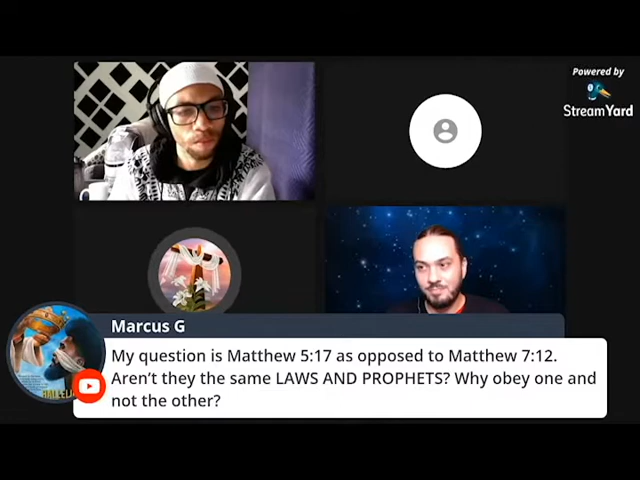 Powered by
StreamYard
Marcus G
My question is Matthew 5:17 as opposed to Matthew 7:12.
Aren't they the same LAWS AND PROPHETS? Why obey one and
not the other?